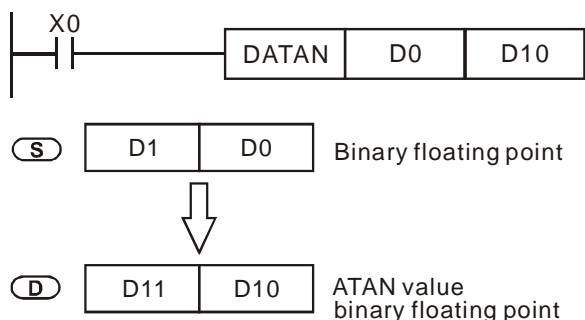 X0
DATAN D0 D10
S D1 D0 Binary floating point
D D11 D10 ATAN value
binary floating point